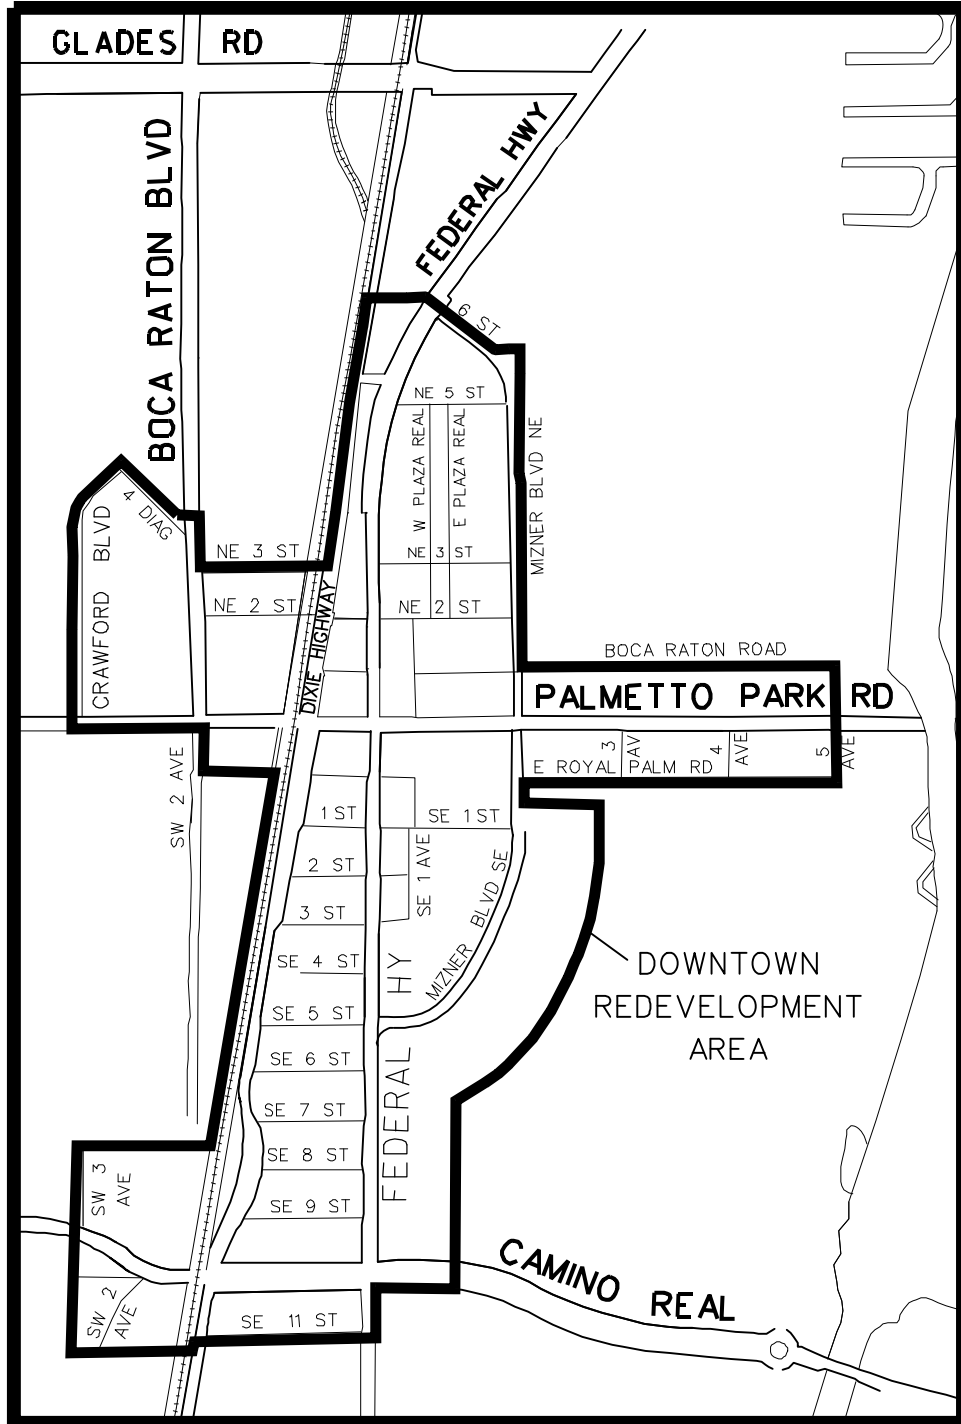 GLADES RD
BOCA RATON BLVD
FEDERAL HWY
6 ST
NE 5 ST
W PLAZA REAL
E PLAZA REAL
MIZNER BLVD NE
4 DIAG
CRAWFORD BLVD
NE 3 ST
NE 3 ST
NE 2 ST
NE 2 ST
DIXIE HIGHWAY
BOCA RATON ROAD
PALMETTO PARK RD
3 AV
4 AVE
5 AVE
E ROYAL PALM RD
SW 2 AVE
1 ST
SE 1 ST
2 ST
SE 1 AVE
MIZNER BLVD SE
3 ST
SE 4 ST
FEDERAL HY
DOWNTOWN
REDEVELOPMENT
AREA
SE 5 ST
SE 6 ST
SE 7 ST
SE 8 ST
SW 3 AVE
SE 9 ST
CAMINO REAL
SW 2 AVE
SE 11 ST